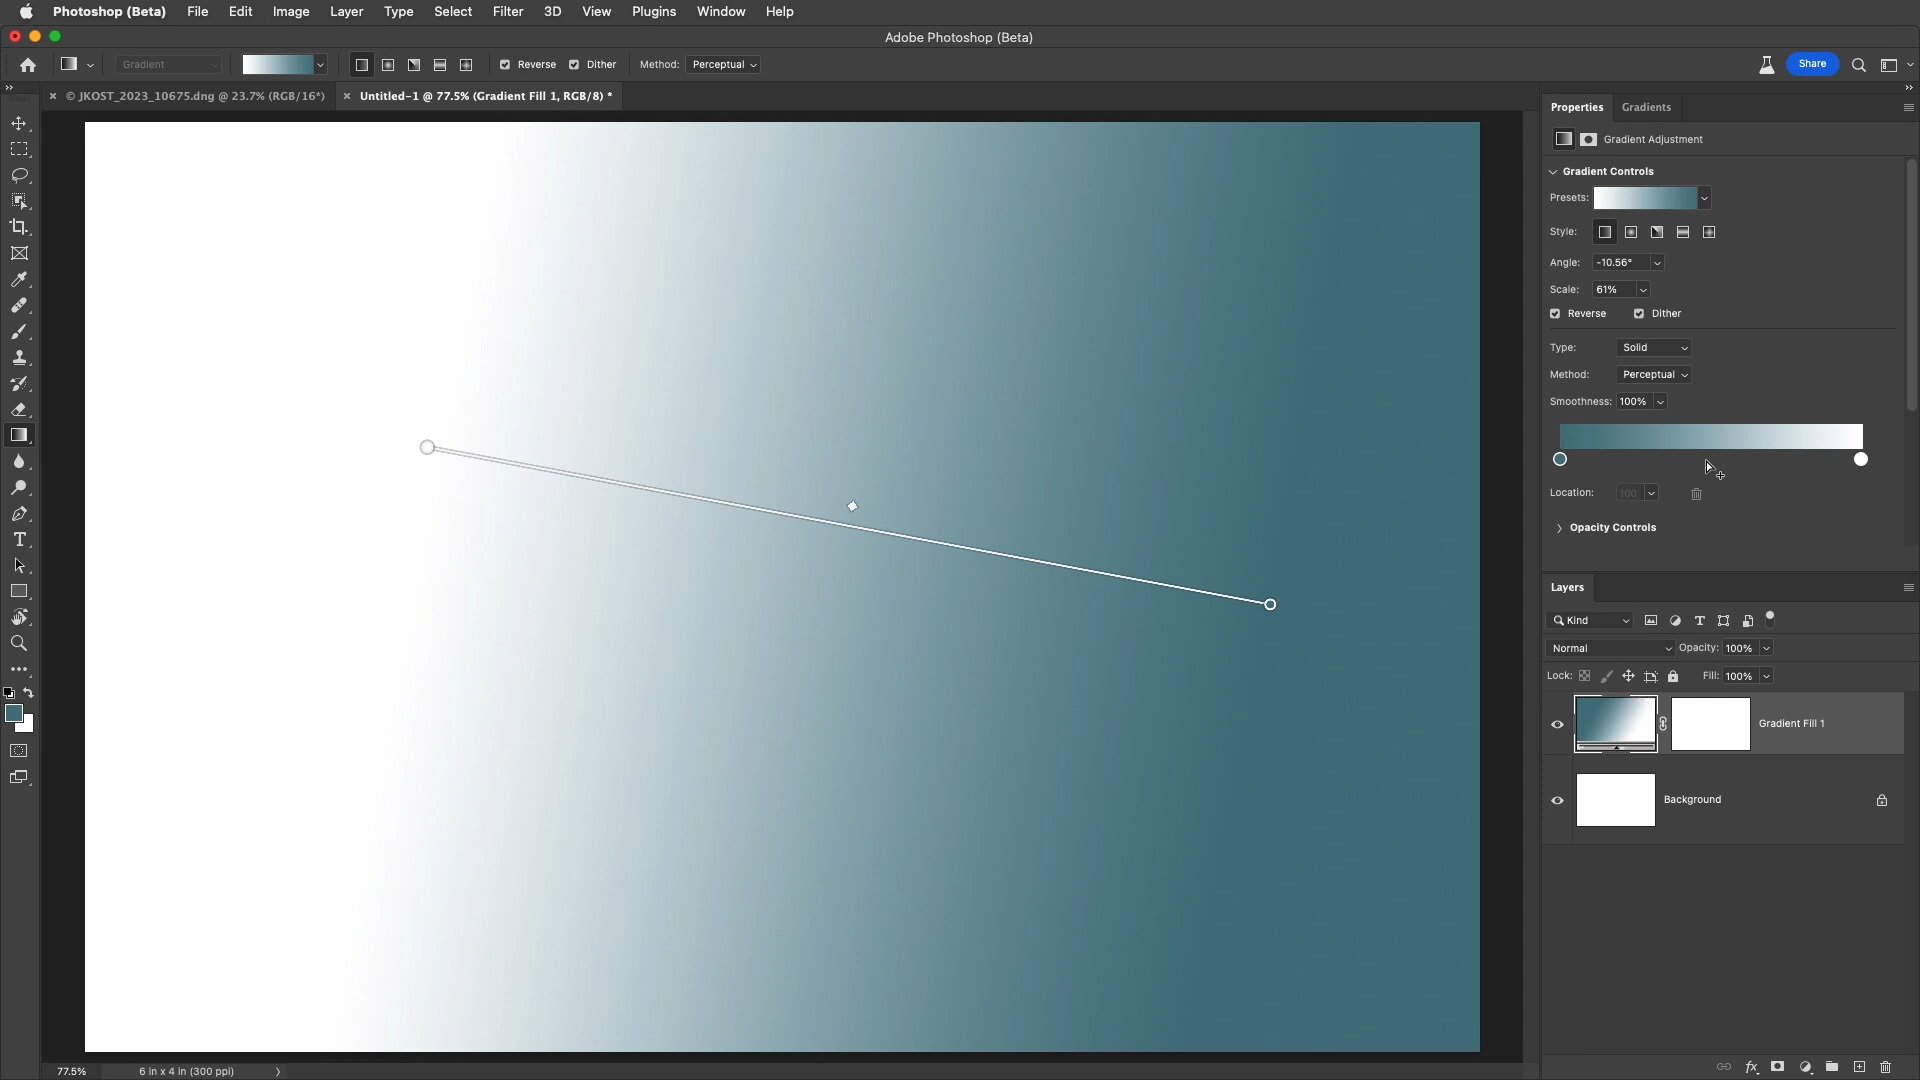 Photoshop (Beta) File Edit Image Layer Type Select Filter 3D View Plugins Window Help
Adobe Photoshop (Beta)
Gradient Reverse Dither Method: Perceptual Share
© JKOST_2023_10675.dng @ 23.7% (RGB/16*) Untitled-1 @ 77.5% (Gradient Fill 1, RGB/8) *
Properties Gradients
Gradient Adjustment
Gradient Controls
Presets:
Style:
Angle: -10.56°
Scale: 61%
Reverse Dither
Type: Solid
Method: Perceptual
Smoothness: 100%
Location: 100
Opacity Controls
Layers
Kind
Normal Opacity: 100%
Lock: Fill: 100%
Gradient Fill 1
Background
77.5% 6 in x 4 in (300 ppi)